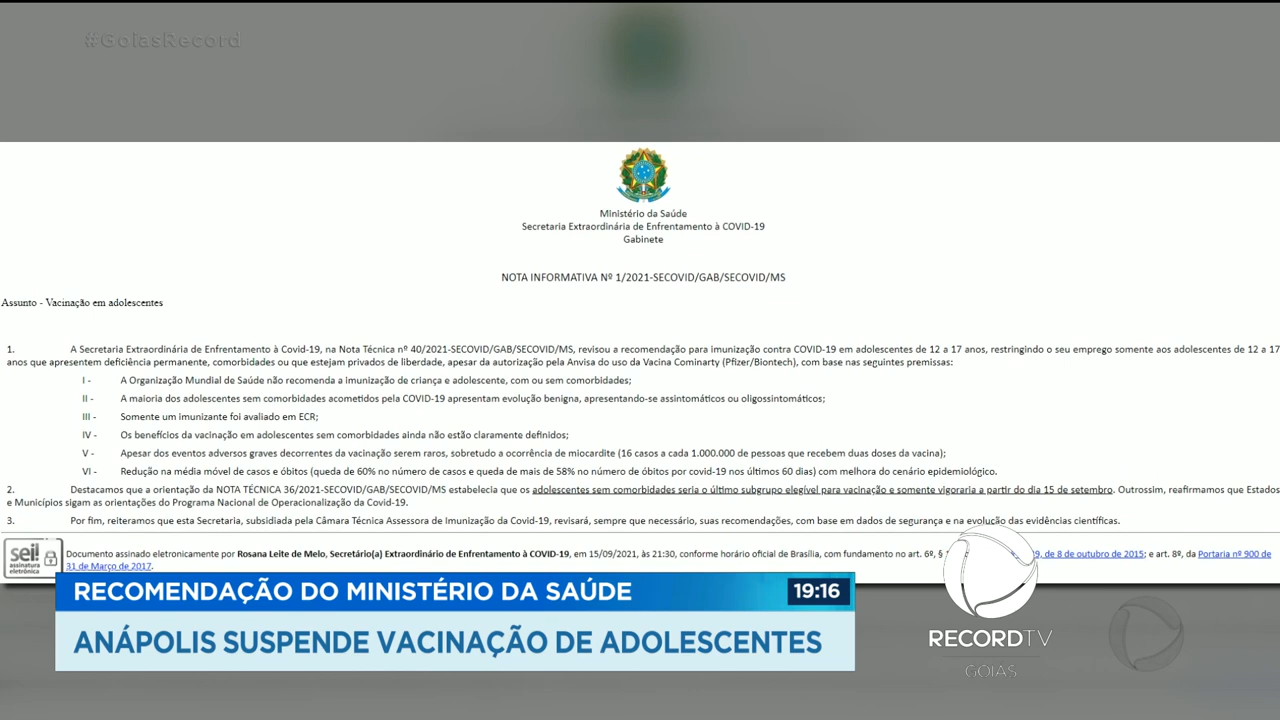 #GoiasRecord
Ministério da Saúde
Secretaria Extraordinária de Enfrentamento à COVID-19
Gabinete
NOTA INFORMATIVA Nº 1/2021-SECOVID/GAB/SECOVID/MS
Assunto - Vacinação em adolescentes
1. A Secretaria Extraordinária de Enfrentamento à Covid-19, na Nota Técnica nº 40/2021-SECOVID/GAB/SECOVID/MS, revisou a recomendação para imunização contra COVID-19 em adolescentes de 12 a 17 anos, restringindo o seu emprego somente aos adolescentes de 12 a 17
anos que apresentem deficiência permanente, comorbidades ou que estejam privados de liberdade, apesar da autorização pela Anvisa do uso da Vacina Cominarty (Pfizer/Biontech), com base nas seguintes premissas:
I - A Organização Mundial de Saúde não recomenda a imunização de criança e adolescente, com ou sem comorbidades;
II - A maioria dos adolescentes sem comorbidades acometidos pela COVID-19 apresentam evolução benigna, apresentando-se assintomáticos ou oligossintomáticos;
III - Somente um imunizante foi avaliado em ECR;
IV - Os benefícios da vacinação em adolescentes sem comorbidades ainda não estão claramente definidos;
V - Apesar dos eventos adversos graves decorrentes da vacinação serem raros, sobretudo a ocorrência de miocardite (16 casos a cada 1.000.000 de pessoas que recebem duas doses da vacina);
VI - Redução na média móvel de casos e óbitos (queda de 60% no número de casos e queda de mais de 58% no número de óbitos por covid-19 nos últimos 60 dias) com melhora do cenário epidemiológico.
2. Destacamos que a orientação da NOTA TÉCNICA 36/2021-SECOVID/GAB/SECOVID/MS estabelecia que os adolescentes sem comorbidades seria o último subgrupo elegível para vacinação e somente vigoraria a partir do dia 15 de setembro. Outrossim, reafirmamos que Estados
e Municípios sigam as orientações do Programa Nacional de Operacionalização da Covid-19.
3. Por fim, reiteramos que esta Secretaria, subsidiada pela Câmara Técnica Assessora de Imunização da Covid-19, revisará, sempre que necessário, suas recomendações, com base em dados de segurança e na evolução das evidências científicas.
sei!
assinatura
eletrônica
Documento assinado eletronicamente por Rosana Leite de Melo, Secretário(a) Extraordinário de Enfrentamento à COVID-19, em 15/09/2021, às 21:30, conforme horário oficial de Brasília, com fundamento no art. 6º, § 9, de 8 de outubro de 2015; e art. 8º, da Portaria nº 900 de
31 de Março de 2017.
RECOMENDAÇÃO DO MINISTÉRIO DA SAÚDE
19:16
ANÁPOLIS SUSPENDE VACINAÇÃO DE ADOLESCENTES
RECORDTV
GOIÁS